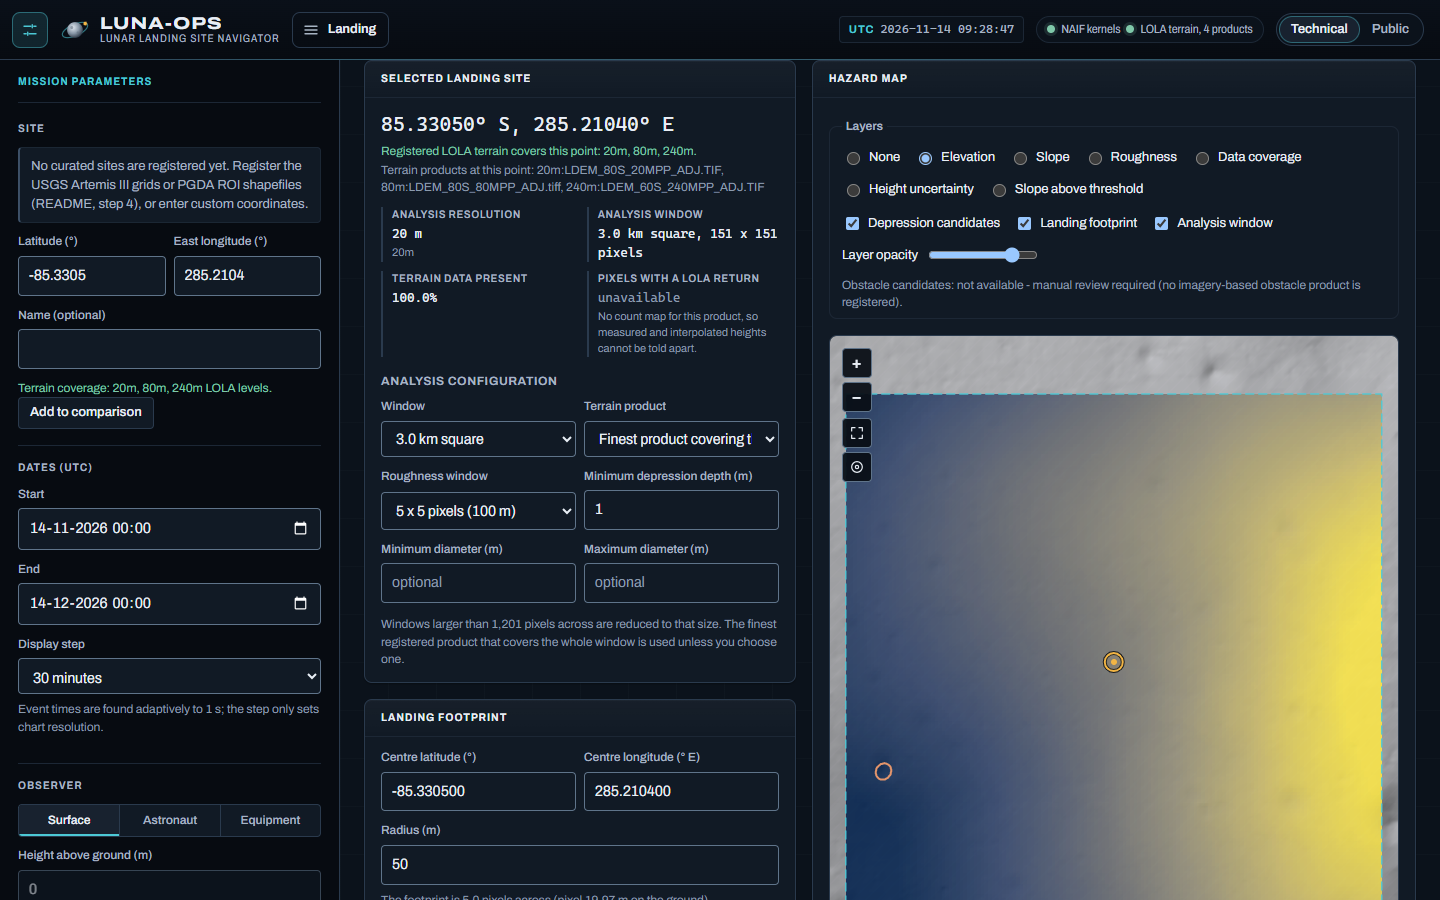 LUNA-OPS
LUNAR LANDING SITE NAVIGATOR
Landing
UTC 2026-11-14 09:28:47
NAIF kernels
LOLA terrain, 4 products
Technical
Public
MISSION PARAMETERS
SITE
No curated sites are registered yet. Register the
USGS Artemis III grids or PGDA ROI shapefiles
(README, step 4), or enter custom coordinates.
Latitude (°)
East longitude (°)
-85.3305
285.2104
Name (optional)
Terrain coverage: 20m, 80m, 240m LOLA levels.
Add to comparison
DATES (UTC)
Start
14-11-2026 00:00
End
14-12-2026 00:00
Display step
30 minutes
Event times are found adaptively to 1 s; the step only sets
chart resolution.
OBSERVER
Surface
Astronaut
Equipment
Height above ground (m)
0
SELECTED LANDING SITE
85.33050° S, 285.21040° E
Registered LOLA terrain covers this point: 20m, 80m, 240m.
Terrain products at this point: 20m:LDEM_80S_20MPP_ADJ.TIF,
80m:LDEM_80S_80MPP_ADJ.tiff, 240m:LDEM_60S_240MPP_ADJ.TIF
ANALYSIS RESOLUTION
20 m
20m
ANALYSIS WINDOW
3.0 km square, 151 x 151
pixels
TERRAIN DATA PRESENT
100.0%
PIXELS WITH A LOLA RETURN
unavailable
No count map for this product, so
measured and interpolated heights
cannot be told apart.
ANALYSIS CONFIGURATION
Window
Terrain product
3.0 km square
Finest product covering t
Roughness window
Minimum depression depth (m)
5 x 5 pixels (100 m)
1
Minimum diameter (m)
Maximum diameter (m)
optional
optional
Windows larger than 1,201 pixels across are reduced to that size. The finest
registered product that covers the whole window is used unless you choose
one.
LANDING FOOTPRINT
Centre latitude (°)
Centre longitude (° E)
-85.330500
285.210400
Radius (m)
50
The footprint is 5.0 pixels across (pixel 19.97 m on the ground).
HAZARD MAP
Layers
None
Elevation
Slope
Roughness
Data coverage
Height uncertainty
Slope above threshold
Depression candidates
Landing footprint
Analysis window
Layer opacity
Obstacle candidates: not available - manual review required (no imagery-based obstacle product is
registered).
+
−